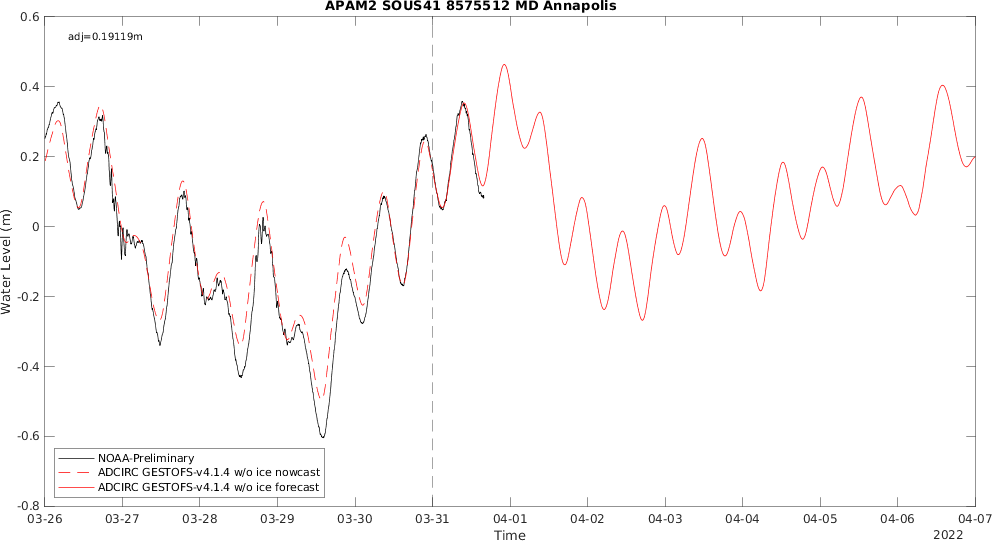 APAM2 SOUS41 8575512 MD Annapolis
adj=0.19119m
0.6
0.4
0.2
0
-0.2
-0.4
-0.6
-0.8
Water Level (m)
NOAA-Preliminary
ADCIRC GESTOFS-v4.1.4 w/o ice nowcast
ADCIRC GESTOFS-v4.1.4 w/o ice forecast
03-26 03-27 03-28 03-29 03-30 03-31 04-01 04-02 04-03 04-04 04-05 04-06 04-07
Time
2022